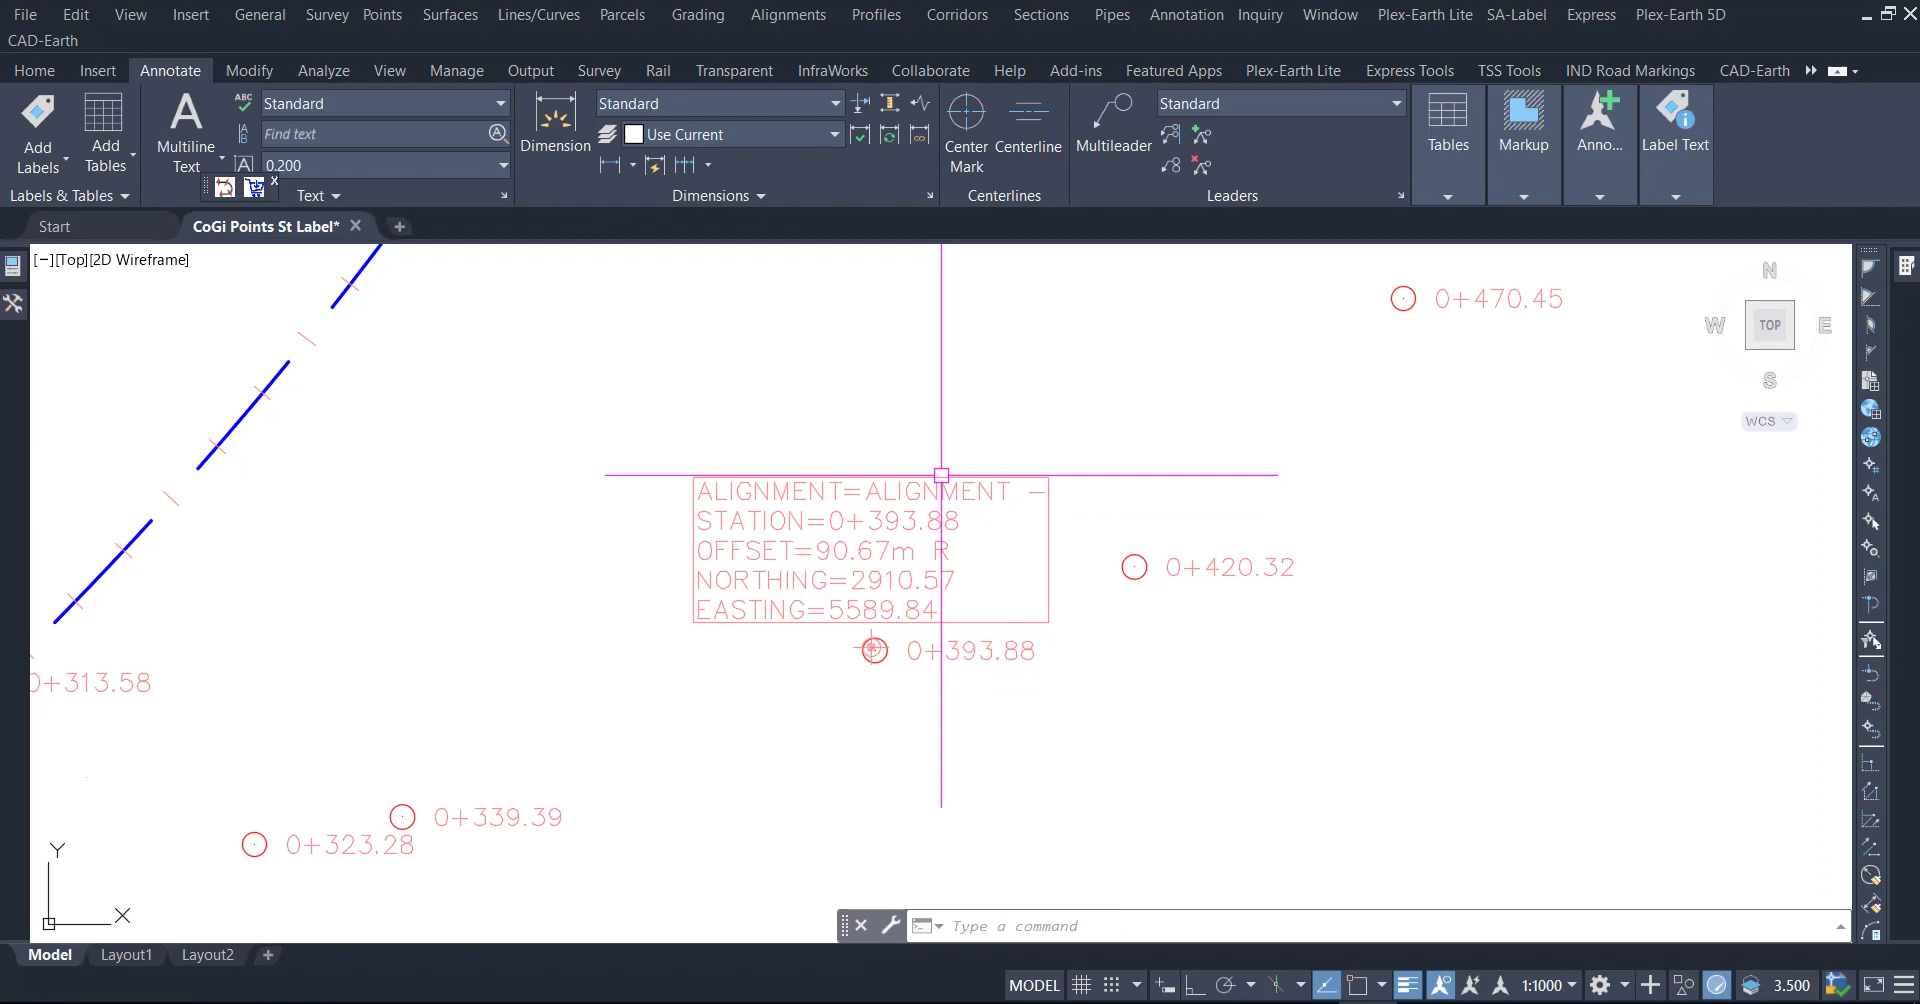 File Edit View Insert General Survey Points Surfaces Lines/Curves Parcels Grading Alignments Profiles Corridors Sections Pipes Annotation Inquiry Window Plex-Earth Lite SA-Label Express Plex-Earth 5D
CAD-Earth
Home Insert Annotate Modify Analyze View Manage Output Survey Rail Transparent InfraWorks Collaborate Help Add-ins Featured Apps Plex-Earth Lite Express Tools TSS Tools IND Road Markings CAD-Earth
Add Labels
Add Tables
Labels & Tables
Multiline Text
ABC
Standard
Find text
0.200
Text
Dimension
Standard
Use Current
Dimensions
Center Mark
Centerline
Centerlines
Multileader
Standard
Leaders
Tables
Markup
Anno...
Label Text
Start
CoGi Points St Label*
[−][Top][2D Wireframe]
N
W TOP E
S
WCS
0+470.45
ALIGNMENT=ALIGNMENT −
STATION=0+393.88
OFFSET=90.67m R
NORTHING=2910.57
EASTING=5589.84
0+420.32
0+393.88
0+313.58
0+339.39
0+323.28
Y
X
Type a command
Model Layout1 Layout2
MODEL 1:1000 3.500